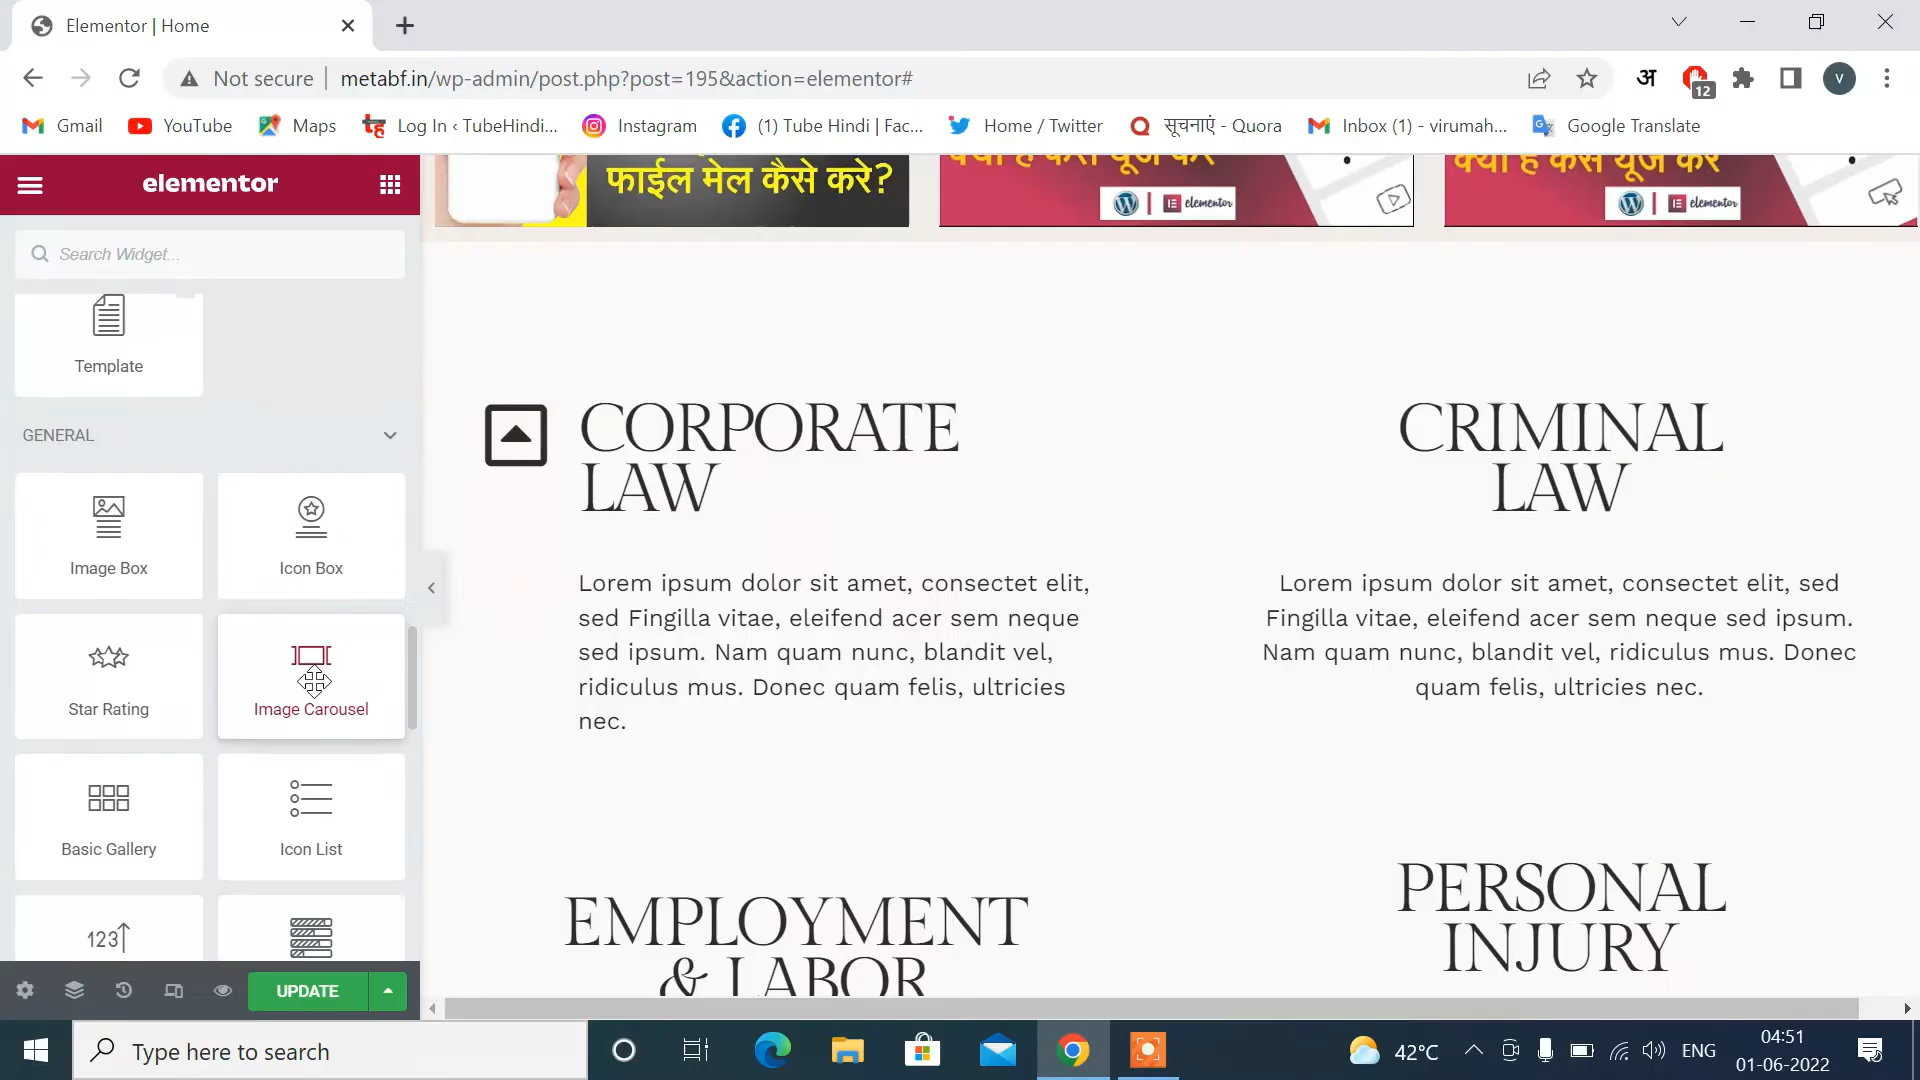 Elementor | Home
Not secure
metabf.in/wp-admin/post.php?post=195&action=elementor#
अ
12
V
Gmail
YouTube
Maps
Log In ‹ TubeHindi...
Instagram
(1) Tube Hindi | Fac...
Home / Twitter
सूचनाएं - Quora
Inbox (1) - virumah...
Google Translate
elementor
Search Widget...
Template
GENERAL
Image Box
Icon Box
Star Rating
Image Carousel
Basic Gallery
Icon List
123
UPDATE
फाईल मेल कैसे करे?
elementor
elementor
CORPORATE
LAW
Lorem ipsum dolor sit amet, consectet elit,
sed Fingilla vitae, eleifend acer sem neque
sed ipsum. Nam quam nunc, blandit vel,
ridiculus mus. Donec quam felis, ultricies
nec.
CRIMINAL
LAW
Lorem ipsum dolor sit amet, consectet elit, sed
Fingilla vitae, eleifend acer sem neque sed ipsum.
Nam quam nunc, blandit vel, ridiculus mus. Donec
quam felis, ultricies nec.
EMPLOYMENT
& LABOR
PERSONAL
INJURY
Type here to search
42°C
ENG
04:51
01-06-2022